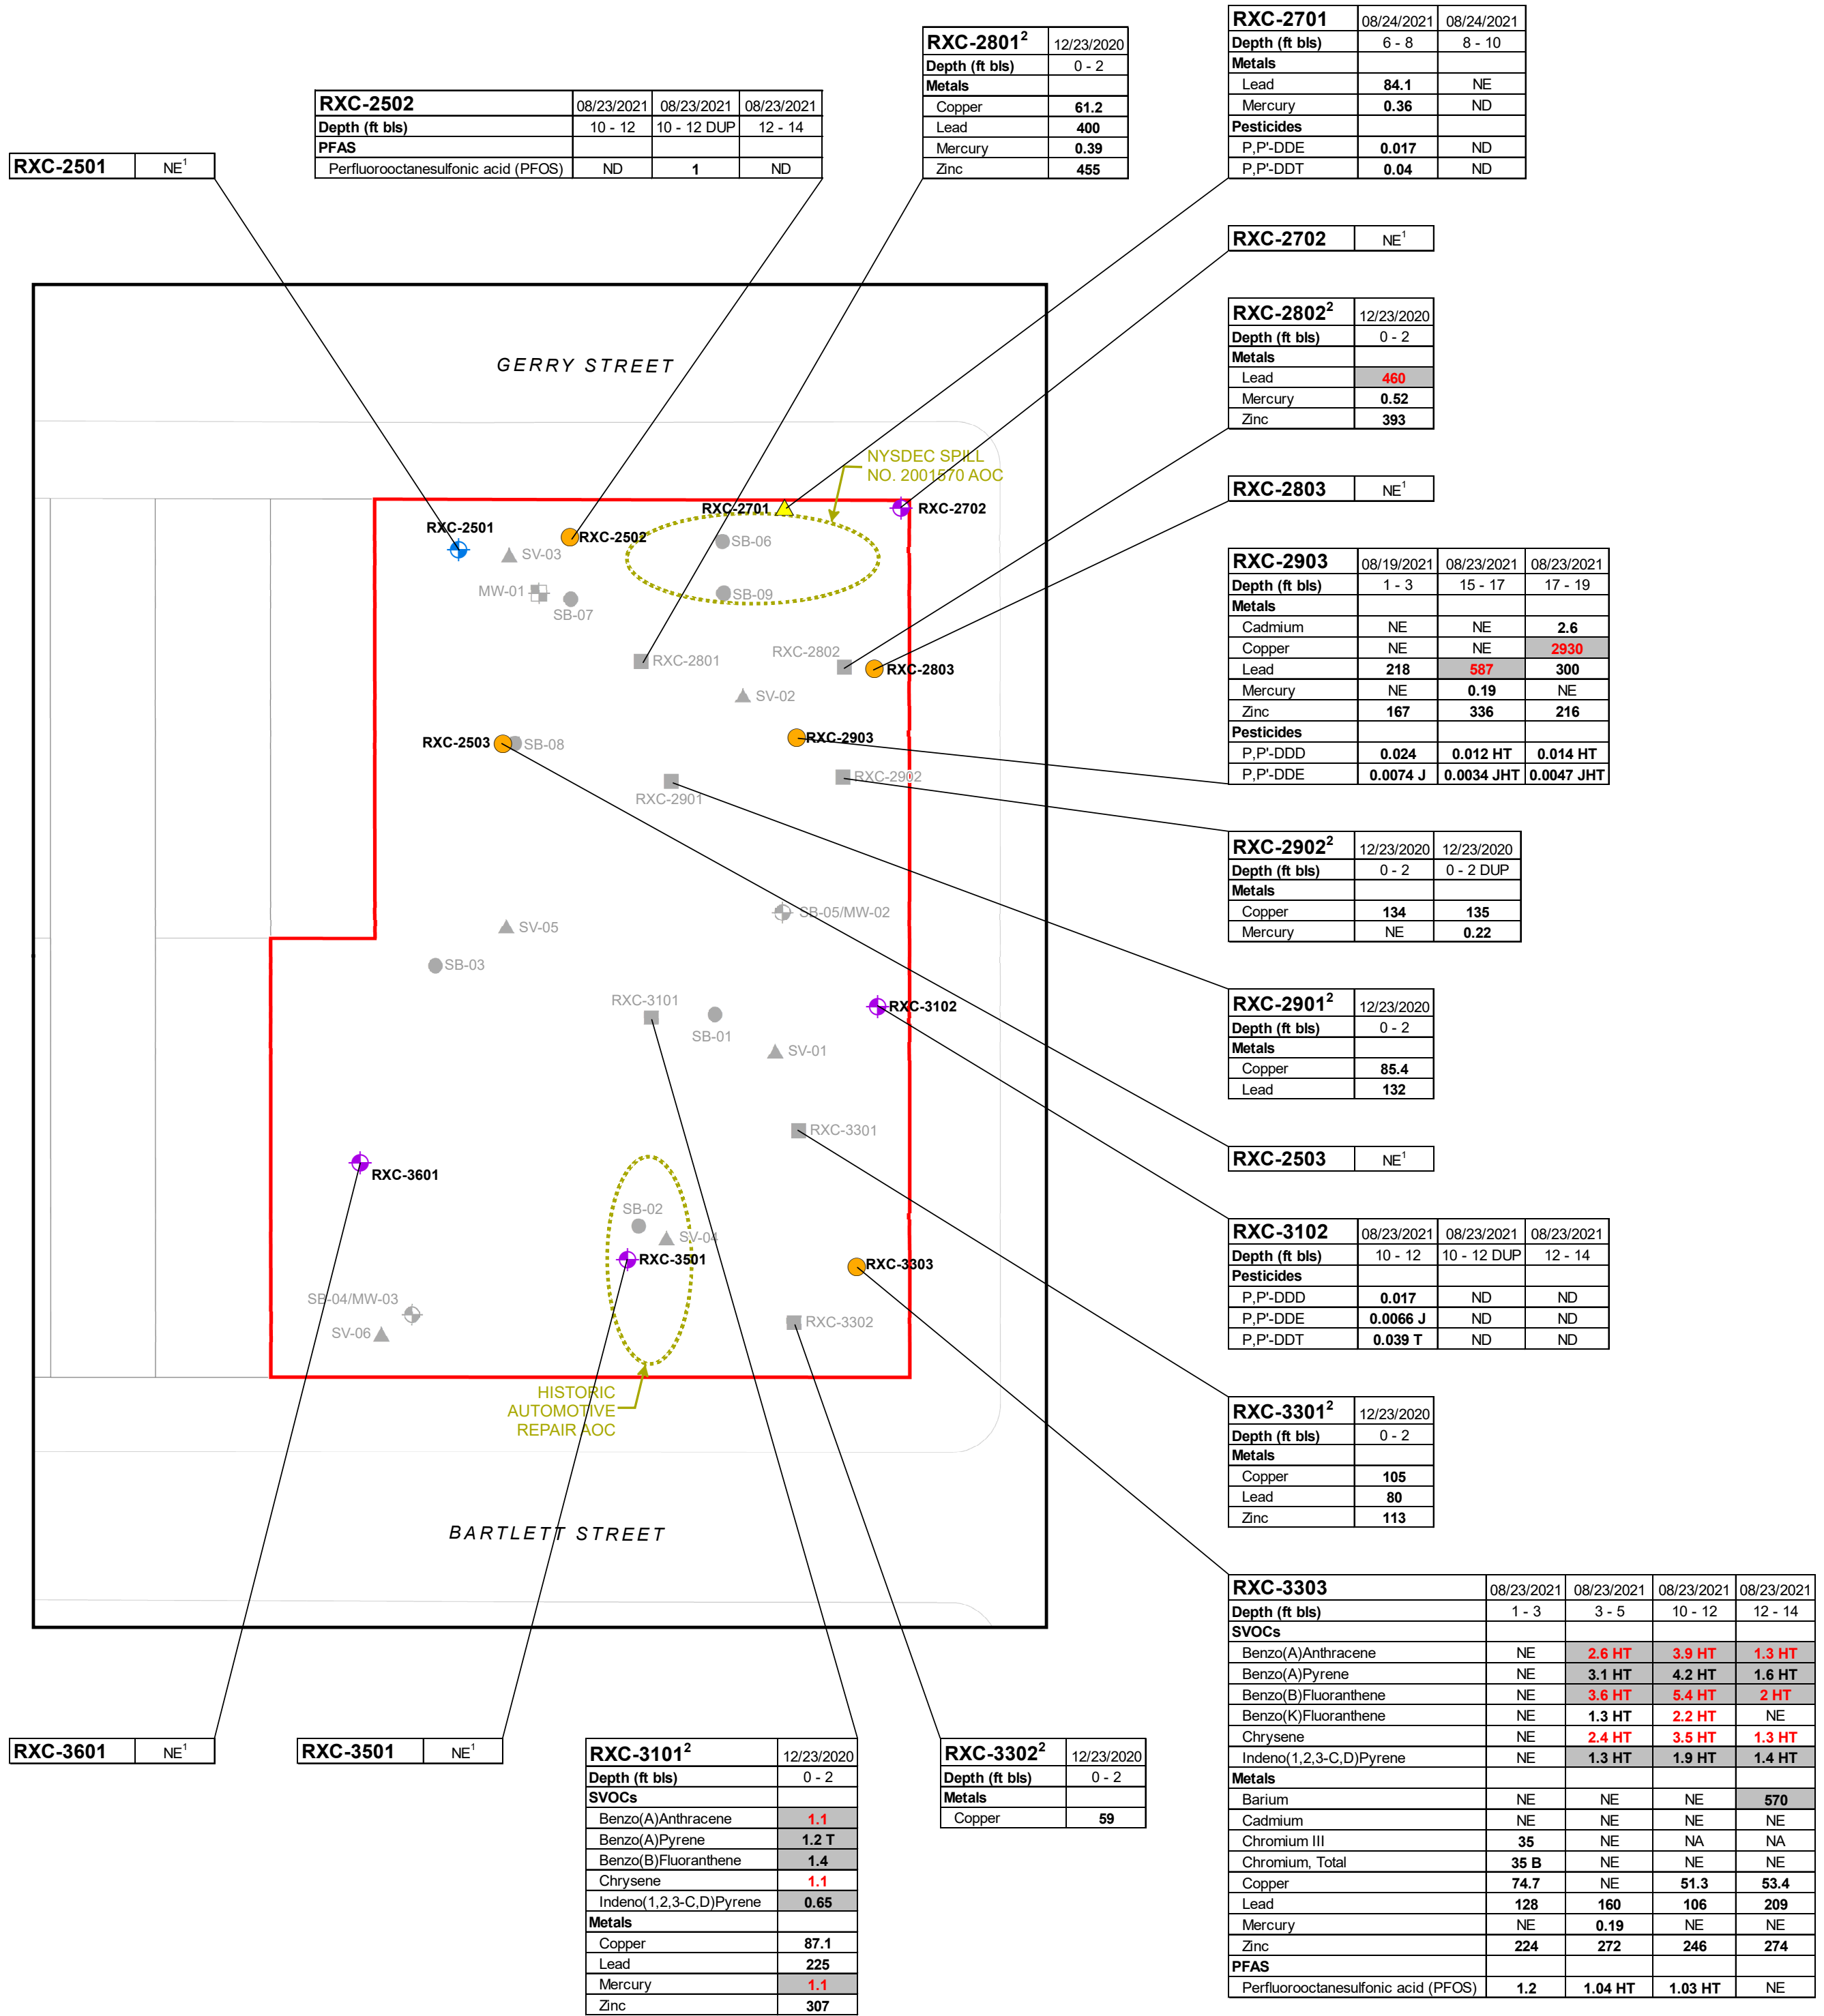 RXC-2701 08/24/2021 08/24/2021
Depth (ft bls) 6 - 8 8 - 10
Metals
Lead 84.1 NE
Mercury 0.36 ND
Pesticides
P,P'-DDE 0.017 ND
P,P'-DDT 0.04 ND
RXC-2801² 12/23/2020
Depth (ft bls) 0 - 2
Metals
Copper 61.2
Lead 400
Mercury 0.39
Zinc 455
RXC-2502 08/23/2021 08/23/2021 08/23/2021
Depth (ft bls) 10 - 12 10 - 12 DUP 12 - 14
PFAS
Perfluorooctanesulfonic acid (PFOS) ND 1 ND
RXC-2501 NE¹
RXC-2702 NE¹
RXC-2802² 12/23/2020
Depth (ft bls) 0 - 2
Metals
Lead 460
Mercury 0.52
Zinc 393
RXC-2803 NE¹
RXC-2903 08/19/2021 08/23/2021 08/23/2021
Depth (ft bls) 1 - 3 15 - 17 17 - 19
Metals
Cadmium NE NE 2.6
Copper NE NE 2930
Lead 218 587 300
Mercury NE 0.19 NE
Zinc 167 336 216
Pesticides
P,P'-DDD 0.024 0.012 HT 0.014 HT
P,P'-DDE 0.0074 J 0.0034 JHT 0.0047 JHT
RXC-2902² 12/23/2020 12/23/2020
Depth (ft bls) 0 - 2 0 - 2 DUP
Metals
Copper 134 135
Mercury NE 0.22
RXC-2901² 12/23/2020
Depth (ft bls) 0 - 2
Metals
Copper 85.4
Lead 132
RXC-2503 NE¹
RXC-3102 08/23/2021 08/23/2021 08/23/2021
Depth (ft bls) 10 - 12 10 - 12 DUP 12 - 14
Pesticides
P,P'-DDD 0.017 ND ND
P,P'-DDE 0.0066 J ND ND
P,P'-DDT 0.039 T ND ND
RXC-3301² 12/23/2020
Depth (ft bls) 0 - 2
Metals
Copper 105
Lead 80
Zinc 113
RXC-3303 08/23/2021 08/23/2021 08/23/2021 08/23/2021
Depth (ft bls) 1 - 3 3 - 5 10 - 12 12 - 14
SVOCs
Benzo(A)Anthracene NE 2.6 HT 3.9 HT 1.3 HT
Benzo(A)Pyrene NE 3.1 HT 4.2 HT 1.6 HT
Benzo(B)Fluoranthene NE 3.6 HT 5.4 HT 2 HT
Benzo(K)Fluoranthene NE 1.3 HT 2.2 HT NE
Chrysene NE 2.4 HT 3.5 HT 1.3 HT
Indeno(1,2,3-C,D)Pyrene NE 1.3 HT 1.9 HT 1.4 HT
Metals
Barium NE NE NE 570
Cadmium NE NE NE NE
Chromium III 35 NE NA NA
Chromium, Total 35 B NE NE NE
Copper 74.7 NE 51.3 53.4
Lead 128 160 106 209
Mercury NE 0.19 NE NE
Zinc 224 272 246 274
PFAS
Perfluorooctanesulfonic acid (PFOS) 1.2 1.04 HT 1.03 HT NE
GERRY STREET
NYSDEC SPILL
NO. 2001570 AOC
RXC-2701
RXC-2702
RXC-2501
RXC-2502
SB-06
SV-03
MW-01
SB-07
SB-09
RXC-2801
RXC-2802
RXC-2803
SV-02
RXC-2503
SB-08
RXC-2903
RXC-2901
RXC-2902
SB-05/MW-02
SV-05
SB-03
RXC-3101
RXC-3102
SB-01
SV-01
RXC-3301
RXC-3601
SB-02
SV-04
RXC-3501
RXC-3303
SB-04/MW-03
SV-06
RXC-3302
HISTORIC
AUTOMOTIVE
REPAIR AOC
BARTLETT STREET
RXC-3601 NE¹
RXC-3501 NE¹
RXC-3101² 12/23/2020
Depth (ft bls) 0 - 2
SVOCs
Benzo(A)Anthracene 1.1
Benzo(A)Pyrene 1.2 T
Benzo(B)Fluoranthene 1.4
Chrysene 1.1
Indeno(1,2,3-C,D)Pyrene 0.65
Metals
Copper 87.1
Lead 225
Mercury 1.1
Zinc 307
RXC-3302² 12/23/2020
Depth (ft bls) 0 - 2
Metals
Copper 59